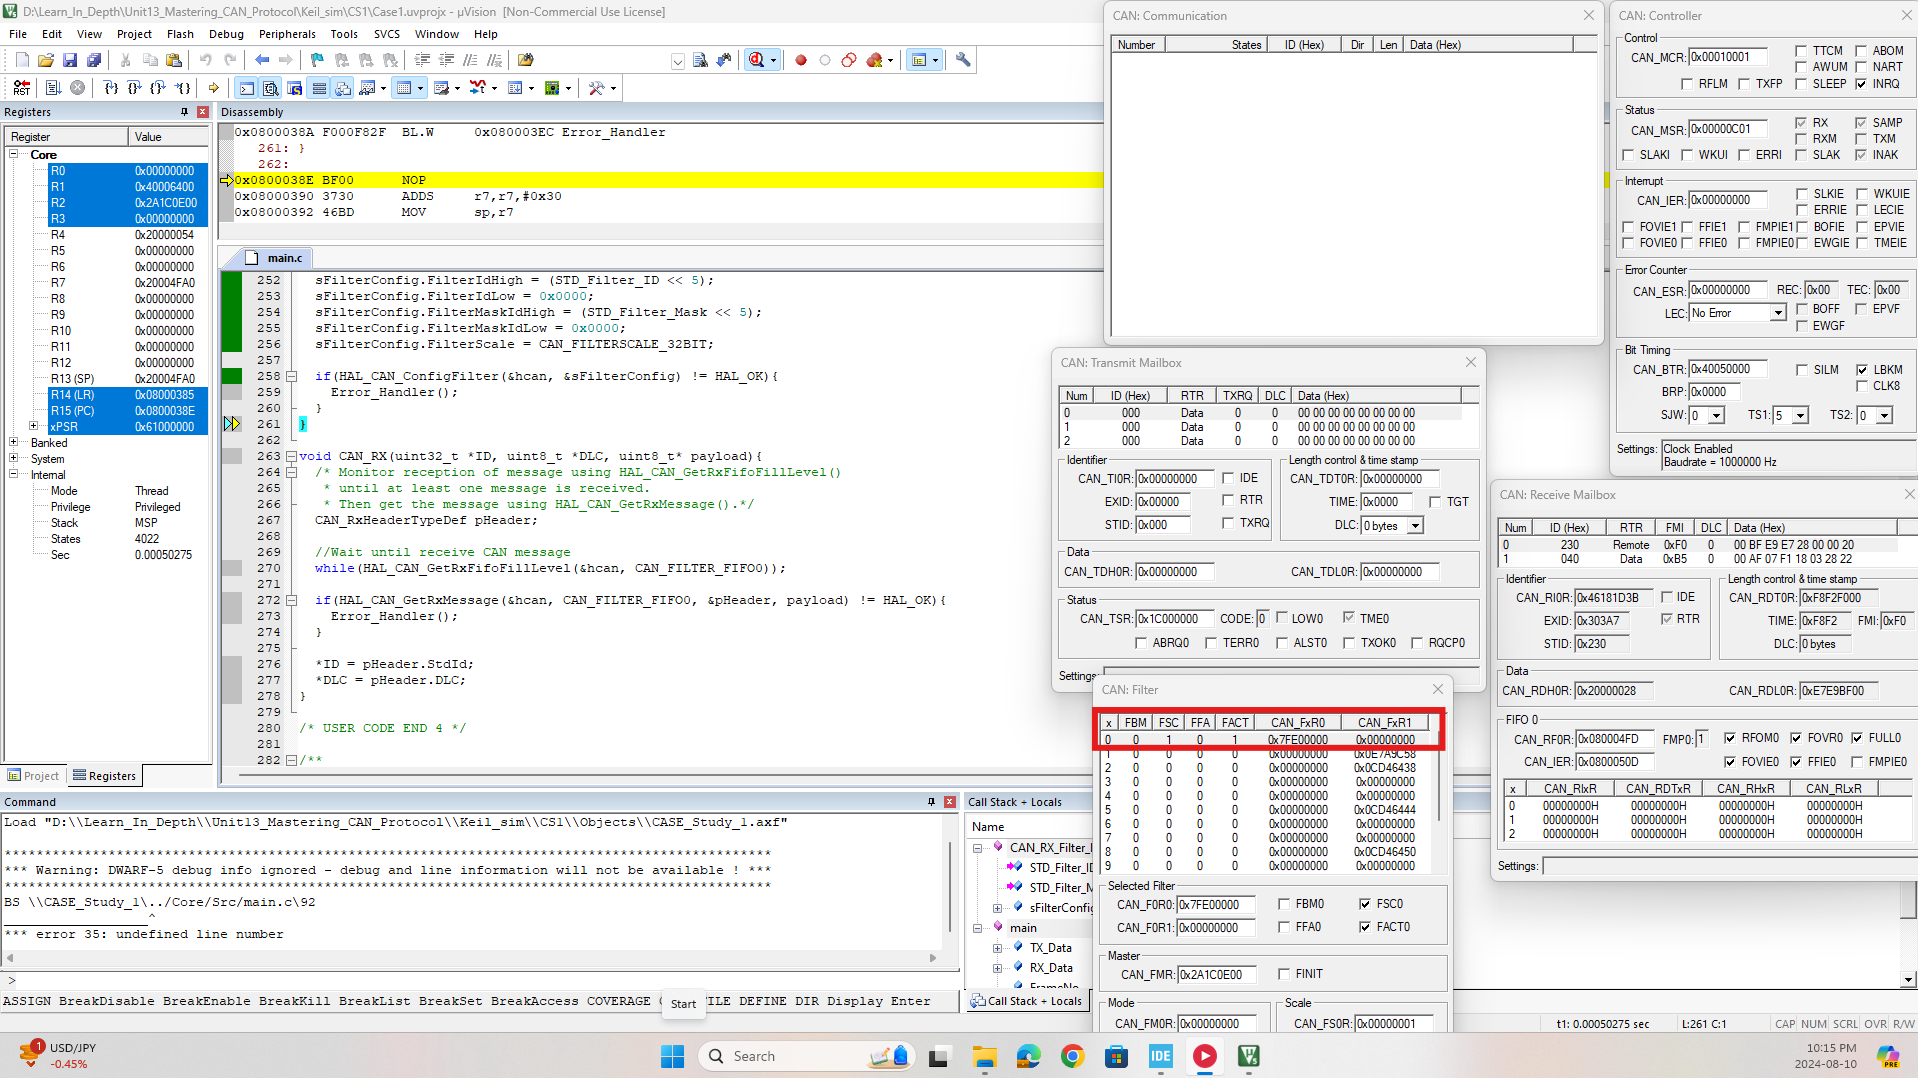 D:\Learn_In_Depth\Unit13_Mastering_CAN_Protocol\Keil_sim\CS1\Case1.uvprojx - µVision [Non-Commercial Use License]
File Edit View Project Flash Debug Peripherals Tools SVCS Window Help
Registers
Register Value
Core
R0 0x00000000
R1 0x40006400
R2 0x2A1C0E00
R3 0x00000000
R4 0x20000054
R5 0x00000000
R6 0x00000000
R7 0x20004FA0
R8 0x00000000
R9 0x00000000
R10 0x00000000
R11 0x00000000
R12 0x00000000
R13 (SP) 0x20004FA0
R14 (LR) 0x08000385
R15 (PC) 0x0800038E
xPSR 0x61000000
Banked
System
Internal
Mode Thread
Privilege Privileged
Stack MSP
States 4022
Sec 0.00050275
Project Registers
Disassembly
0x0800038A F000F82F BL.W 0x080003EC Error_Handler
261: }
262:
0x0800038E BF00 NOP
0x08000390 3730 ADDS r7,r7,#0x30
0x08000392 46BD MOV sp,r7
main.c
252 sFilterConfig.FilterIdHigh = (STD_Filter_ID << 5);
253 sFilterConfig.FilterIdLow = 0x0000;
254 sFilterConfig.FilterMaskIdHigh = (STD_Filter_Mask << 5);
255 sFilterConfig.FilterMaskIdLow = 0x0000;
256 sFilterConfig.FilterScale = CAN_FILTERSCALE_32BIT;
257
258 if(HAL_CAN_ConfigFilter(&hcan, &sFilterConfig) != HAL_OK){
259 Error_Handler();
260 }
261 }
262
263 void CAN_RX(uint32_t *ID, uint8_t *DLC, uint8_t* payload){
264 /* Monitor reception of message using HAL_CAN_GetRxFifoFillLevel()
265 * until at least one message is received.
266 * Then get the message using HAL_CAN_GetRxMessage().*/
267 CAN_RxHeaderTypeDef pHeader;
268
269 //Wait until receive CAN message
270 while(HAL_CAN_GetRxFifoFillLevel(&hcan, CAN_FILTER_FIFO0));
271
272 if(HAL_CAN_GetRxMessage(&hcan, CAN_FILTER_FIFO0, &pHeader, payload) != HAL_OK){
273 Error_Handler();
274 }
275
276 *ID = pHeader.StdId;
277 *DLC = pHeader.DLC;
278 }
279
280 /* USER CODE END 4 */
281
282 /**
Command
Load "D:\\Learn_In_Depth\\Unit13_Mastering_CAN_Protocol\\Keil_sim\\CS1\\Objects\\CASE_Study_1.axf"
*** Warning: DWARF-5 debug info ignored - debug and line information will not be available ! ***
BS \\CASE_Study_1\../Core/Src/main.c\92
^
*** error 35: undefined line number
>
ASSIGN BreakDisable BreakEnable BreakKill BreakList BreakSet BreakAccess COVERAGE DEFINE DIR Display Enter
Start
Call Stack + Locals
Name
CAN_RX_Filter_
STD_Filter_I
STD_Filter_M
sFilterConfig
main
TX_Data
RX_Data
FrameNo
Call Stack + Locals
CAN: Communication
Number States ID (Hex) Dir Len Data (Hex)
CAN: Transmit Mailbox
Num ID (Hex) RTR TXRQ DLC Data (Hex)
0 000 Data 0 0 00 00 00 00 00 00 00 00
1 000 Data 0 0 00 00 00 00 00 00 00 00
2 000 Data 0 0 00 00 00 00 00 00 00 00
Identifier
CAN_TI0R: 0x00000000 IDE
EXID: 0x00000 RTR
STID: 0x000 TXRQ
Length control & time stamp
CAN_TDT0R: 0x00000000
TIME: 0x0000 TGT
DLC: 0 bytes
Data
CAN_TDH0R: 0x00000000 CAN_TDL0R: 0x00000000
Status
CAN_TSR: 0x1C000000 CODE: 0 LOW0 TME0
ABRQ0 TERR0 ALST0 TXOK0 RQCP0
Settings:
CAN: Filter
x FBM FSC FFA FACT CAN_FxR0 CAN_FxR1
0 0 1 0 1 0x7FE00000 0x00000000
1 0 0 0 0 0x00000000 0x0E7A9C58
2 0 0 0 0 0x00000000 0x0CD46438
3 0 0 0 0 0x00000000 0x00000000
4 0 0 0 0 0x00000000 0x00000000
5 0 0 0 0 0x00000000 0x0CD46444
6 0 0 0 0 0x00000000 0x00000000
7 0 0 0 0 0x00000000 0x00000000
8 0 0 0 0 0x00000000 0x0CD46450
9 0 0 0 0 0x00000000 0x00000000
Selected Filter
CAN_F0R0: 0x7FE00000 FBM0 FSC0
CAN_F0R1: 0x00000000 FFA0 FACT0
Master
CAN_FMR: 0x2A1C0E00 FINIT
Mode
CAN_FM0R: 0x00000000
Scale
CAN_FS0R: 0x00000001
CAN: Controller
Control
CAN_MCR: 0x00010001 TTCM ABOM
AWUM NART
RFLM TXFP SLEEP INRQ
Status
CAN_MSR: 0x00000C01 RX SAMP
RXM TXM
SLAKI WKUI ERRI SLAK INAK
Interrupt
CAN_IER: 0x00000000 SLKIE WKUIE
ERRIE LECIE
FOVIE1 FFIE1 FMPIE1 BOFIE EPVIE
FOVIE0 FFIE0 FMPIE0 EWGIE TMEIE
Error Counter
CAN_ESR: 0x00000000 REC: 0x00 TEC: 0x00
LEC: No Error BOFF EPVF
EWGF
Bit Timing
CAN_BTR: 0x40050000 SILM LBKM
BRP: 0x0000 CLK8
SJW: 0 TS1: 5 TS2: 0
Settings: Clock Enabled
Baudrate = 1000000 Hz
CAN: Receive Mailbox
Num ID (Hex) RTR FMI DLC Data (Hex)
0 230 Remote 0xF0 0 00 BF E9 E7 28 00 00 20
1 040 Data 0xB5 0 00 AF 07 F1 18 03 28 22
Identifier
CAN_RI0R: 0x46181D3B IDE
EXID: 0x303A7 RTR
STID: 0x230
Length control & time stamp
CAN_RDT0R: 0xF8F2F000
TIME: 0xF8F2 FMI: 0xF0
DLC: 0 bytes
Data
CAN_RDH0R: 0x20000028 CAN_RDL0R: 0xE7E9BF00
FIFO 0
CAN_RF0R: 0x080004FD FMP0: 1 RFOM0 FOVR0 FULL0
CAN_IER: 0x0800050D FOVIE0 FFIE0 FMPIE0
x CAN_RIxR CAN_RDTxR CAN_RHxR CAN_RLxR
0 00000000H 00000000H 00000000H 00000000H
1 00000000H 00000000H 00000000H 00000000H
2 00000000H 00000000H 00000000H 00000000H
Settings:
t1: 0.00050275 sec L:261 C:1 CAP NUM SCRL OVR R/W
1 USD/JPY
-0.45%
Search
IDE
10:15 PM
2024-08-10
PRE